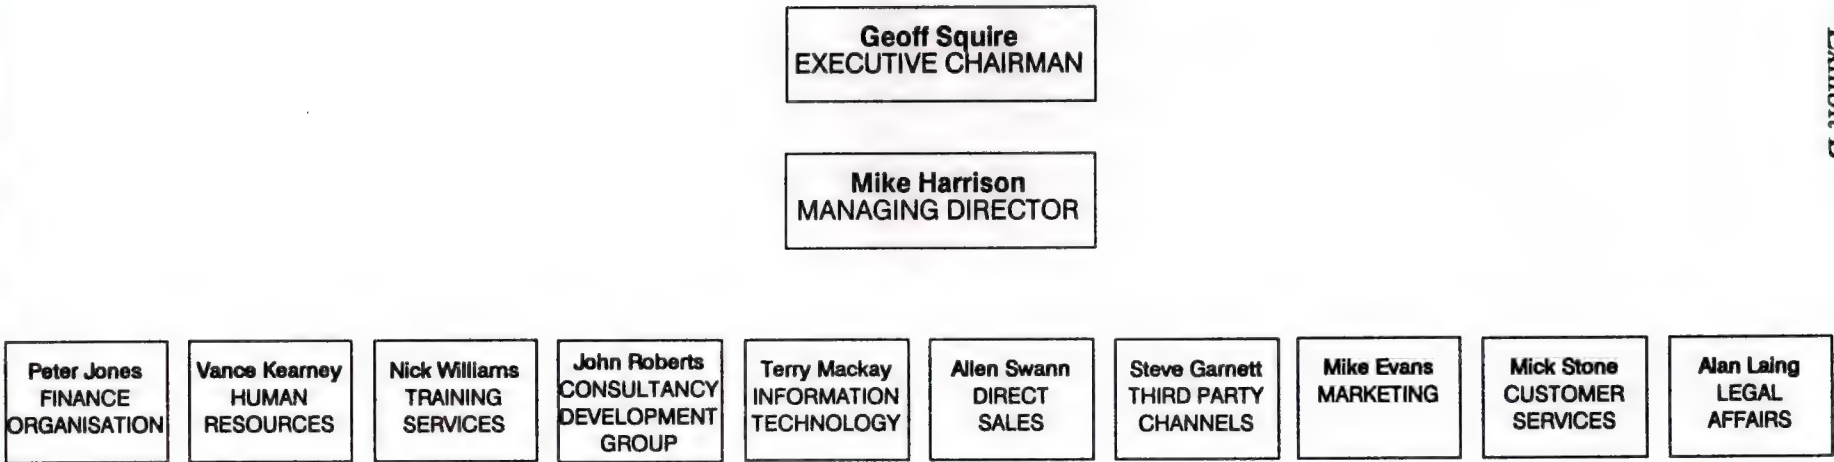 Geoff Squire
EXECUTIVE CHAIRMAN
Mike Harrison
MANAGING DIRECTOR
Peter Jones
FINANCE
ORGANISATION
Vance Kearney
HUMAN
RESOURCES
Nick Williams
TRAINING
SERVICES
John Roberts
CONSULTANCY
DEVELOPMENT
GROUP
Terry Mackay
INFORMATION
TECHNOLOGY
Allen Swann
DIRECT
SALES
Steve Garnett
THIRD PARTY
CHANNELS
Mike Evans
MARKETING
Mick Stone
CUSTOMER
SERVICES
Alan Laing
LEGAL
AFFAIRS